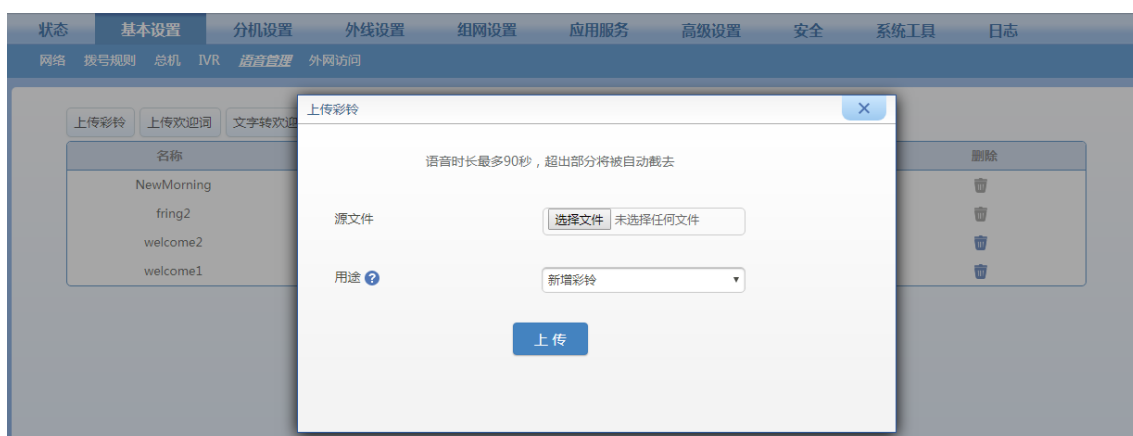 状态 基本设置 分机设置 外线设置 组网设置 应用服务 高级设置 安全 系统工具 日志
网络 拨号规则 总机 IVR 语音管理 外网访问
上传彩铃 上传欢迎词 文字转欢迎
上传彩铃
名称 删除
语音时长最多90秒，超出部分将被自动截去
NewMorning
fring2
源文件 选择文件 未选择任何文件
welcome2
welcome1
用途 新增彩铃
上 传